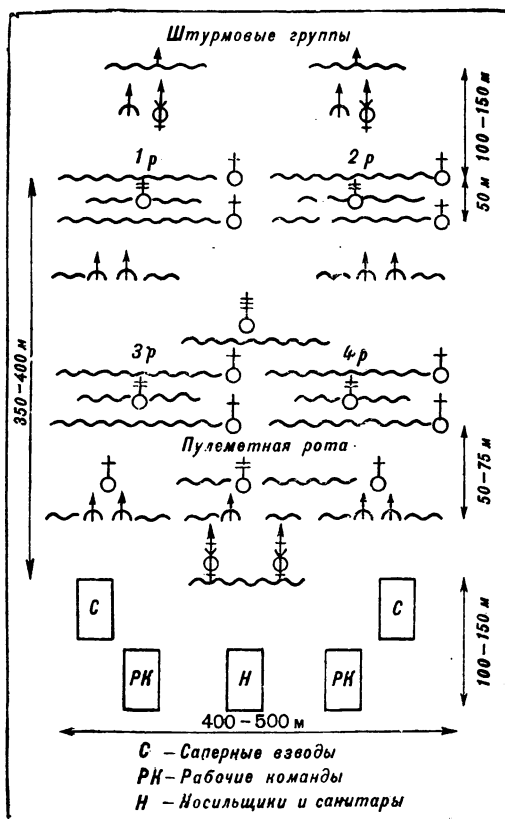 Штурмовые группы
100-150 м
1 р
2 р
50 м
350-400 м
3 р
4 р
Пулеметная рота
50-75 м
С
С
РК
Н
РК
100-150 м
400-500 м
С - Саперные взводы
РК - Рабочие команды
Н - Носильщики и санитары